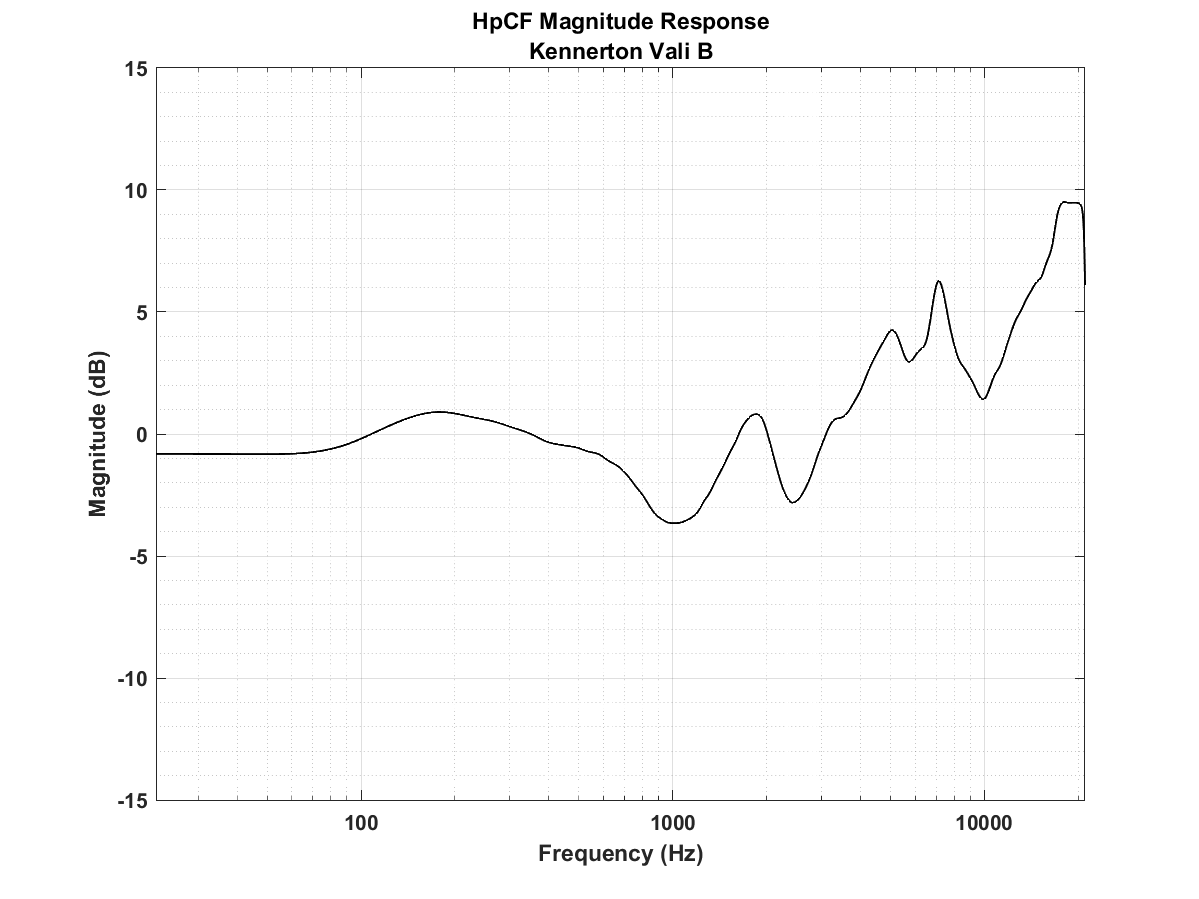 HpCF Magnitude Response
Kennerton Vali B
15
10
5
0
-5
-10
-15
Magnitude (dB)
100 1000 10000
Frequency (Hz)